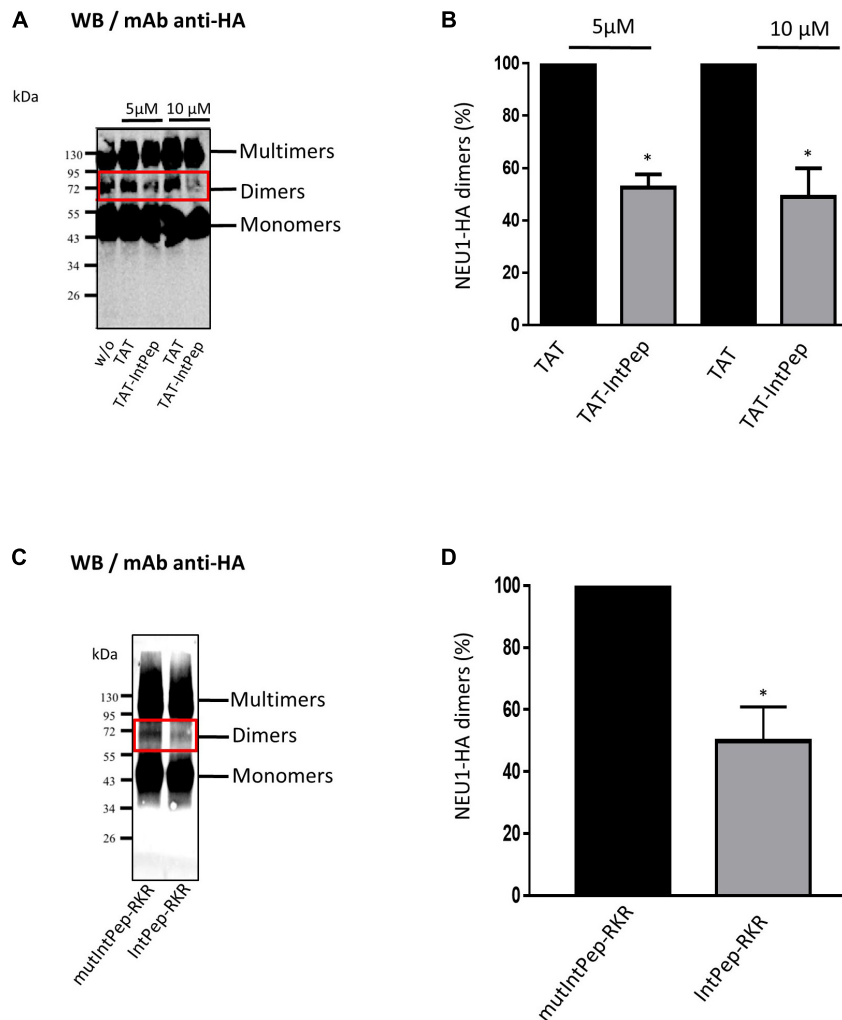 A WB / mAb anti-HA
kDa
5µM 10 µM
130
95
72
55
43
34
26
Multimers
Dimers
Monomers
w/o
TAT
TAT-IntPep
TAT
TAT-IntPep
B
5µM
10 µM
NEU1-HA dimers (%)
100
80
60
40
20
0
*
*
TAT
TAT-IntPep
TAT
TAT-IntPep
C WB / mAb anti-HA
kDa
130
95
72
55
43
34
26
Multimers
Dimers
Monomers
mutIntPep-RKR
IntPep-RKR
D
NEU1-HA dimers (%)
100
80
60
40
20
0
*
mutIntPep-RKR
IntPep-RKR